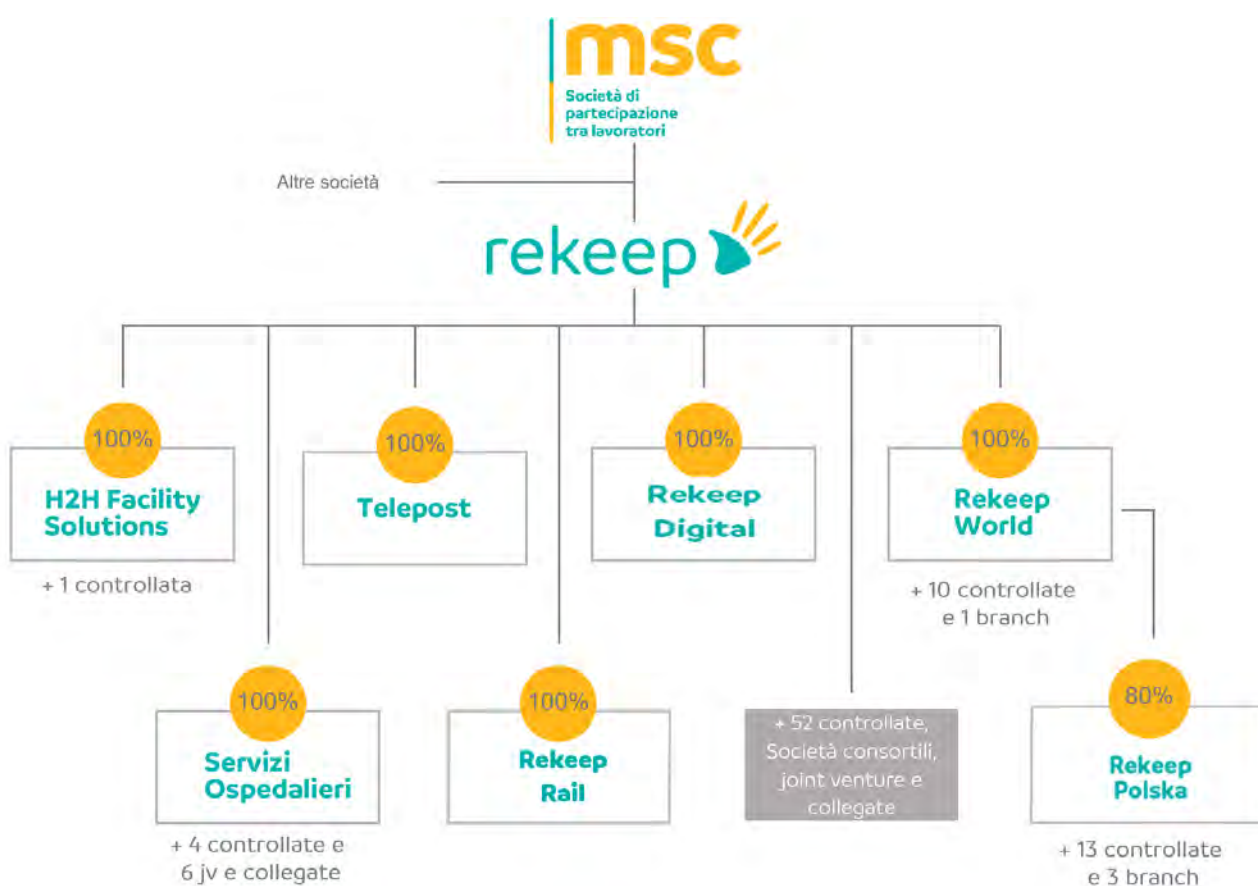 msc
Società di
partecipazione
tra lavoratori
Altre società
rekeep
100%
H2H Facility
Solutions
+ 1 controllata
100%
Telepost
100%
Rekeep
Digital
100%
Rekeep
World
+ 10 controllate
e 1 branch
100%
Servizi
Ospedalieri
+ 4 controllate e
6 jv e collegate
100%
Rekeep
Rail
+ 52 controllate,
Società consortili,
joint venture e
collegate
80%
Rekeep
Polska
+ 13 controllate
e 3 branch